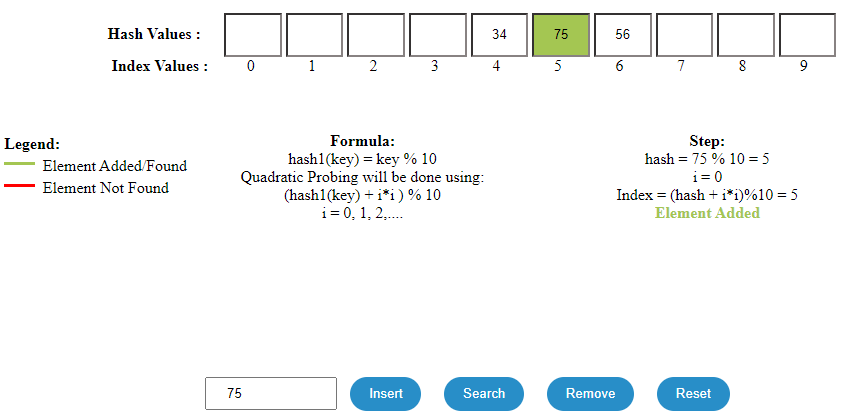 Hash Values : 34 75 56
Index Values : 0 1 2 3 4 5 6 7 8 9
Legend:
Element Added/Found
Element Not Found
Formula:
hash1(key) = key % 10
Quadratic Probing will be done using:
(hash1(key) + i*i ) % 10
i = 0, 1, 2,....
Step:
hash = 75 % 10 = 5
i = 0
Index = (hash + i*i)%10 = 5
Element Added
75 Insert Search Remove Reset